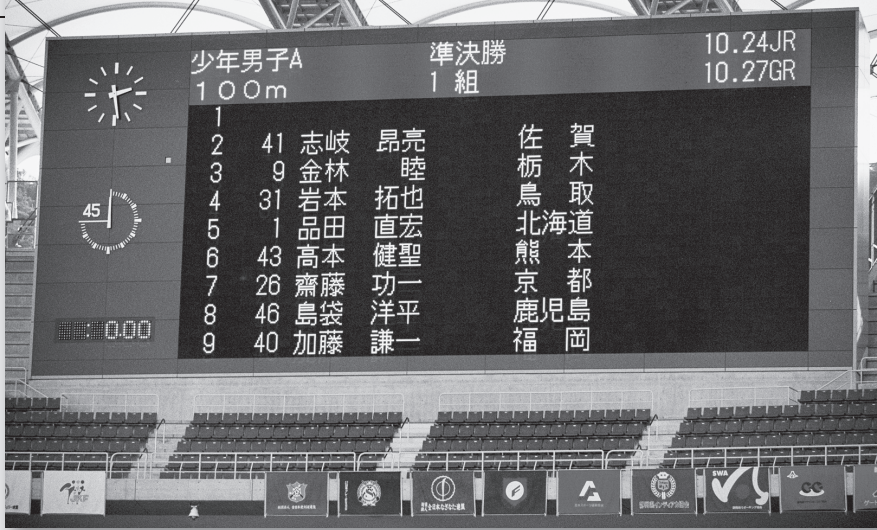 少年男子A 準決勝 10.24JR
100m 1組 10.27GR
1
2 41 志岐 昂亮 佐賀
3 9 金林 睦 栃木
4 31 岩本 拓也 鳥取
5 1 品田 直宏 北海道
6 43 高本 健聖 熊本
7 26 齋藤 功一 京都
8 46 島袋 洋平 鹿児島
9 40 加藤 謙一 福岡
45
: 0.00
SWA